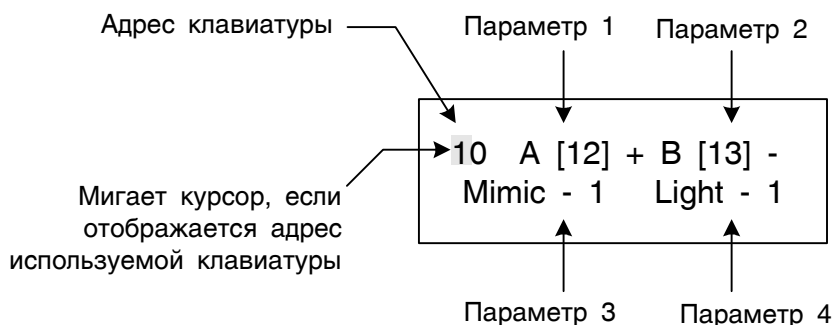 Адрес клавиатуры
Параметр 1
Параметр 2
10 A [12] + B [13] -
Mimic - 1 Light - 1
Мигает курсор, если
отображается адрес
используемой клавиатуры
Параметр 3
Параметр 4